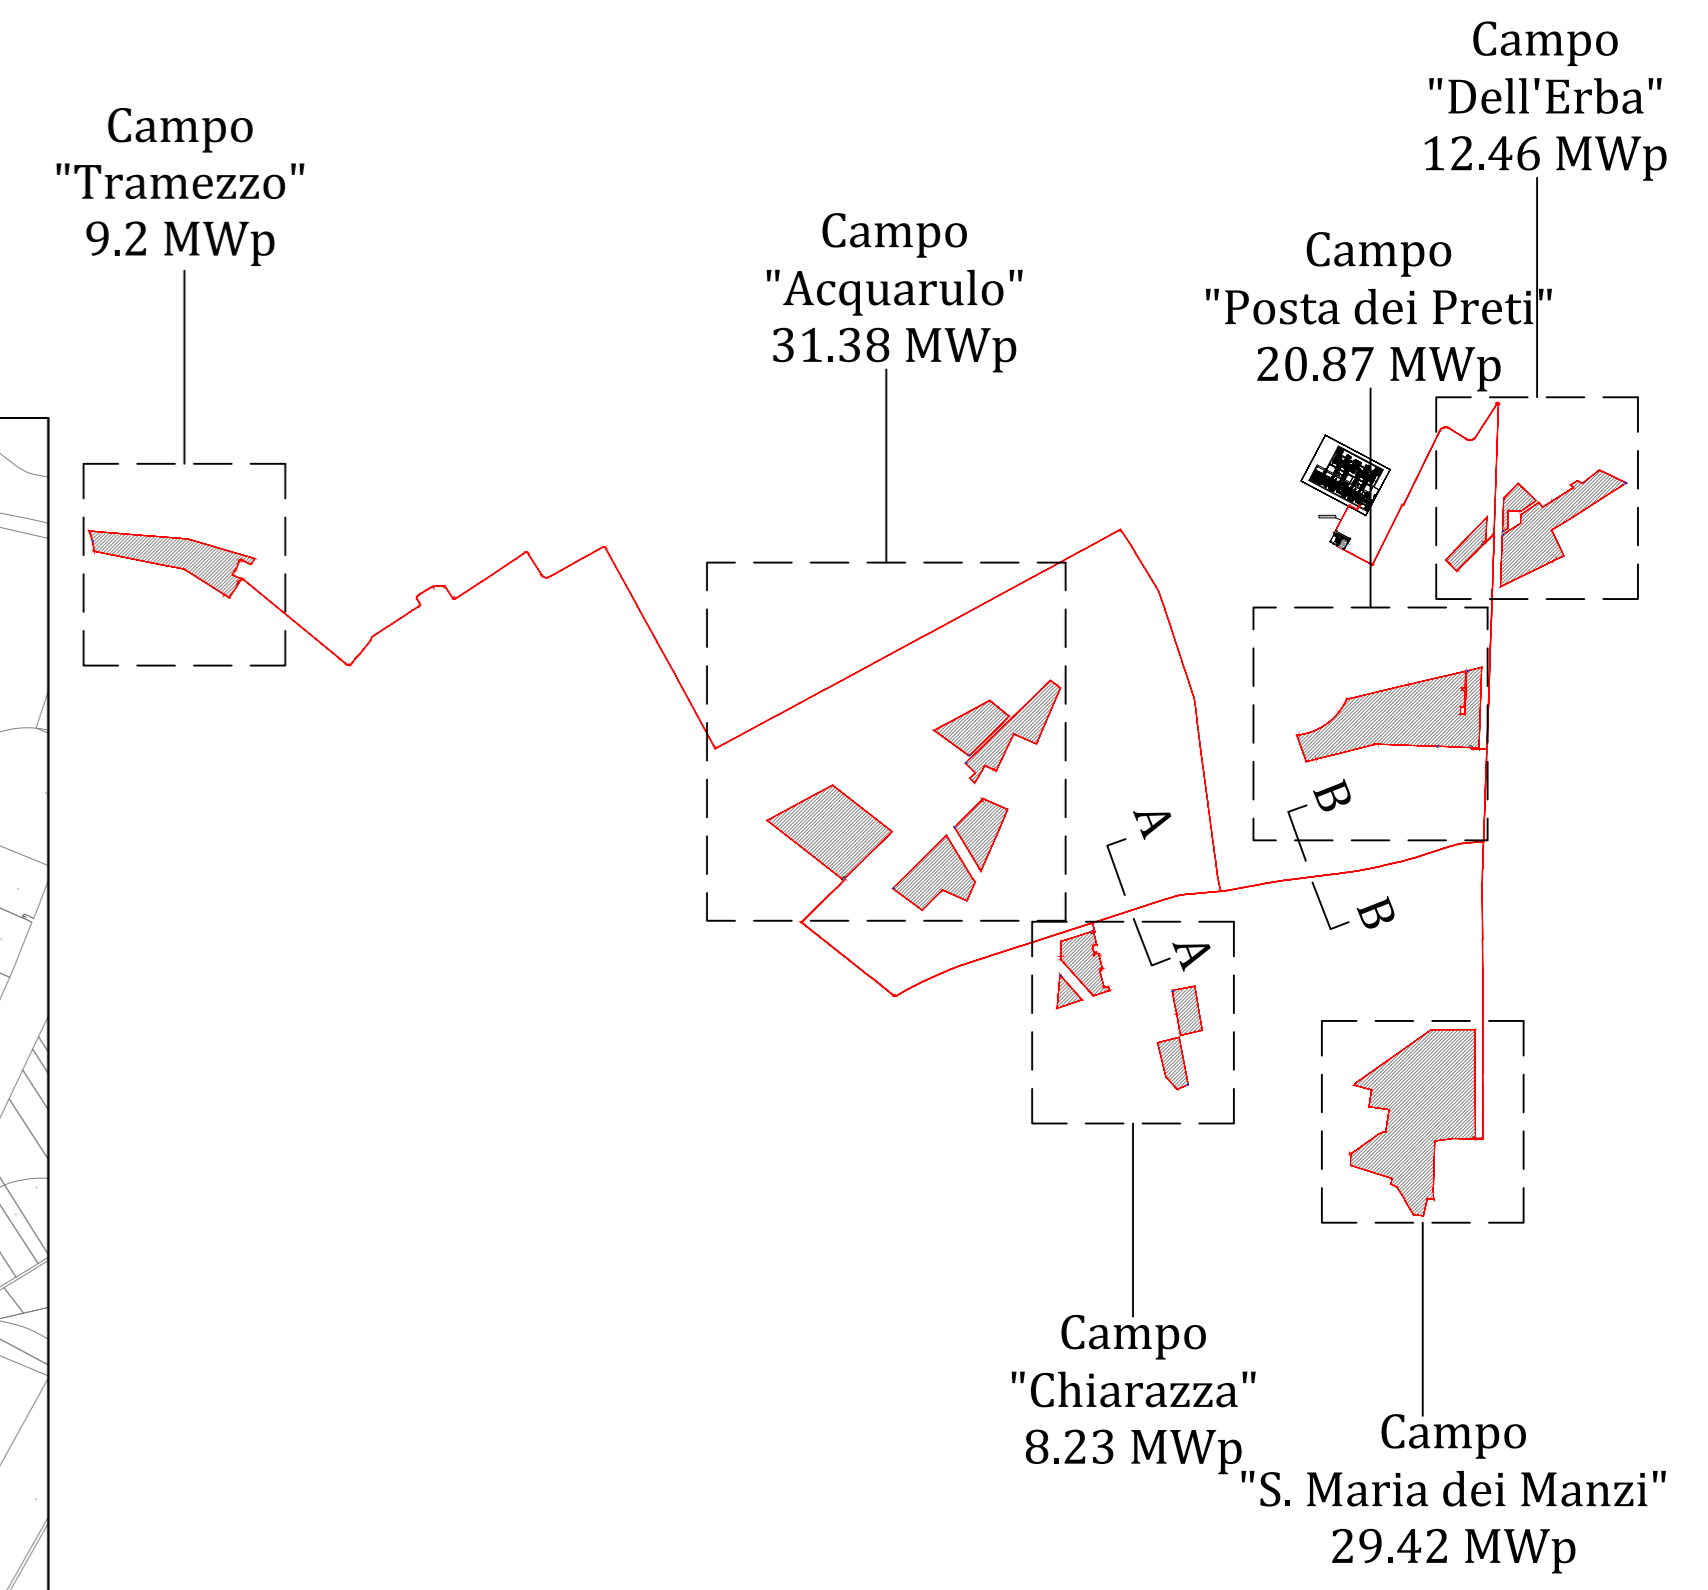 Campo
"Dell'Erba"
12.46 MWp
Campo
"Tramezzo"
9.2 MWp
Campo
"Acquarulo"
31.38 MWp
Campo
"Posta dei Preti"
20.87 MWp
B
A
B
A
Campo
"Chiarazza"
8.23 MWp
Campo
"S. Maria dei Manzi"
29.42 MWp